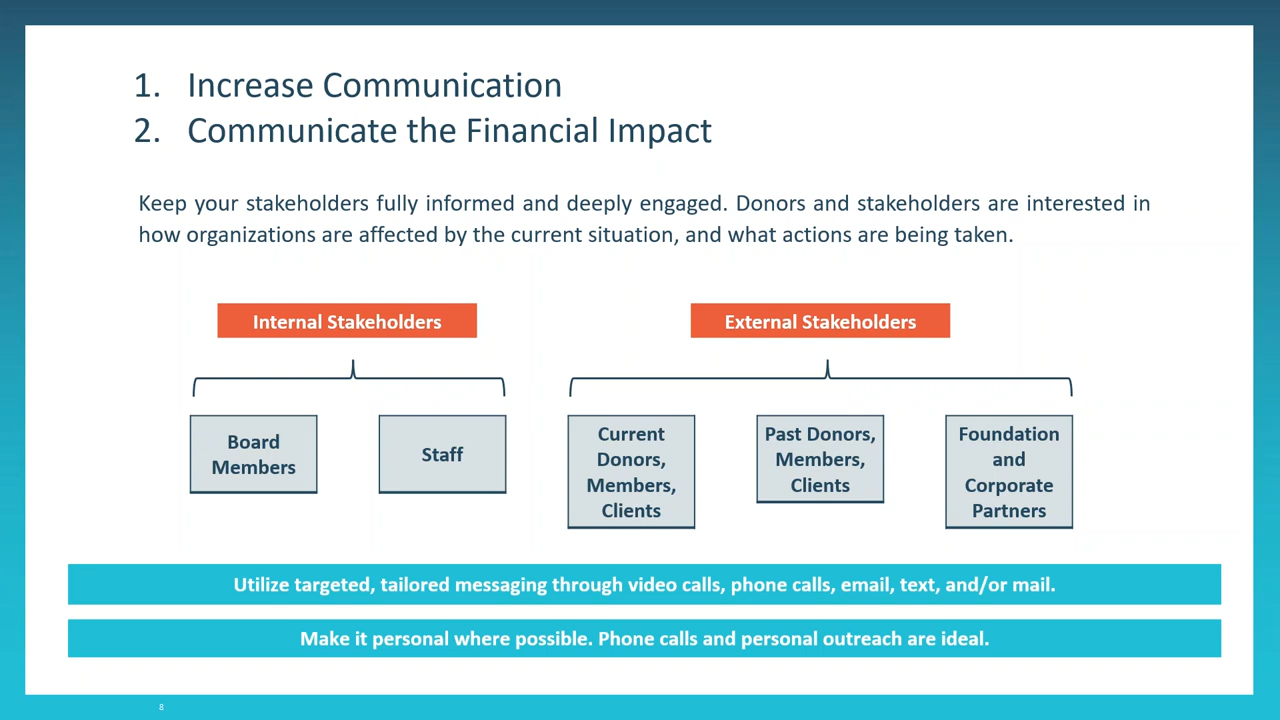 1. Increase Communication
2. Communicate the Financial Impact
Keep your stakeholders fully informed and deeply engaged. Donors and stakeholders are interested in
how organizations are affected by the current situation, and what actions are being taken.
Internal Stakeholders
External Stakeholders
Board
Members
Staff
Current
Donors,
Members,
Clients
Past Donors,
Members,
Clients
Foundation
and
Corporate
Partners
Utilize targeted, tailored messaging through video calls, phone calls, email, text, and/or mail.
Make it personal where possible. Phone calls and personal outreach are ideal.
8